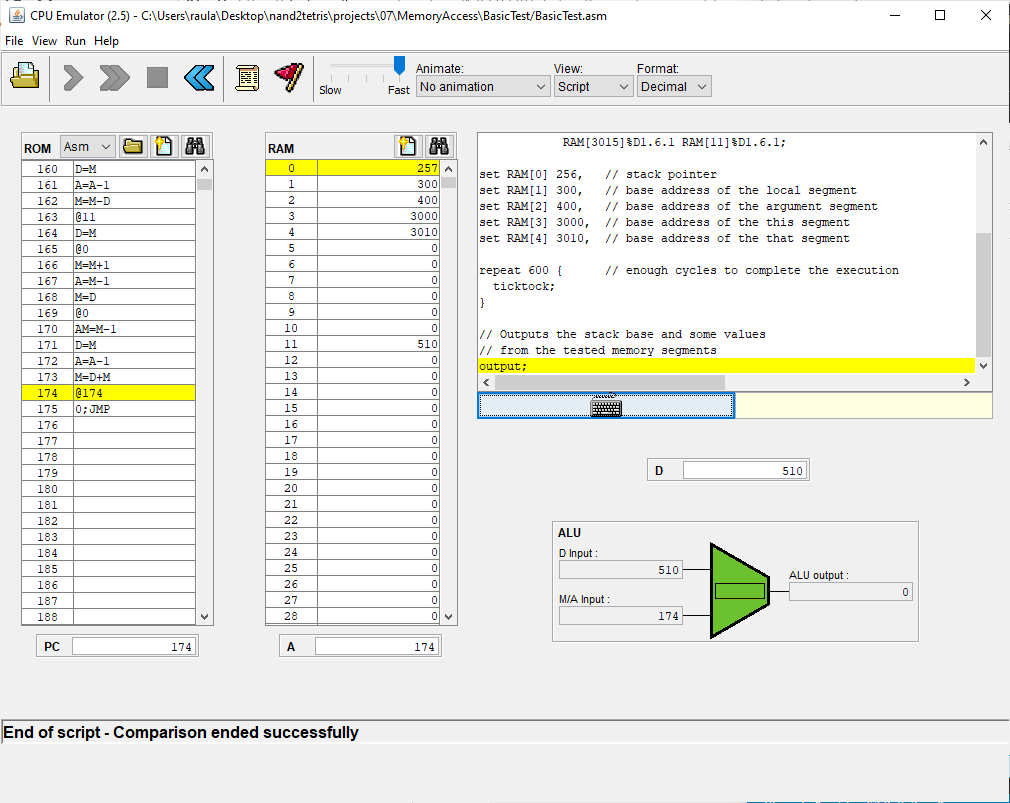 CPU Emulator (2.5) - C:\Users\raula\Desktop\nand2tetris\projects\07\MemoryAccess\BasicTest\BasicTest.asm
File View Run Help
Slow
Fast
Animate:
No animation
View:
Script
Format:
Decimal
ROM Asm
160 D=M
161 A=A-1
162 M=M-D
163 @11
164 D=M
165 @0
166 M=M+1
167 A=M-1
168 M=D
169 @0
170 AM=M-1
171 D=M
172 A=A-1
173 M=D+M
174 @174
175 0;JMP
176
177
178
179
180
181
182
183
184
185
186
187
188
PC 174
RAM
0 257
1 300
2 400
3 3000
4 3010
5 0
6 0
7 0
8 0
9 0
10 0
11 510
12 0
13 0
14 0
15 0
16 0
17 0
18 0
19 0
20 0
21 0
22 0
23 0
24 0
25 0
26 0
27 0
28 0
A 174
RAM[3015]%D1.6.1 RAM[11]%D1.6.1;
set RAM[0] 256, // stack pointer
set RAM[1] 300, // base address of the local segment
set RAM[2] 400, // base address of the argument segment
set RAM[3] 3000, // base address of the this segment
set RAM[4] 3010, // base address of the that segment
repeat 600 { // enough cycles to complete the execution
ticktock;
}
// Outputs the stack base and some values
// from the tested memory segments
output;
D 510
ALU
D Input :
510
M/A Input :
174
ALU output :
0
End of script - Comparison ended successfully